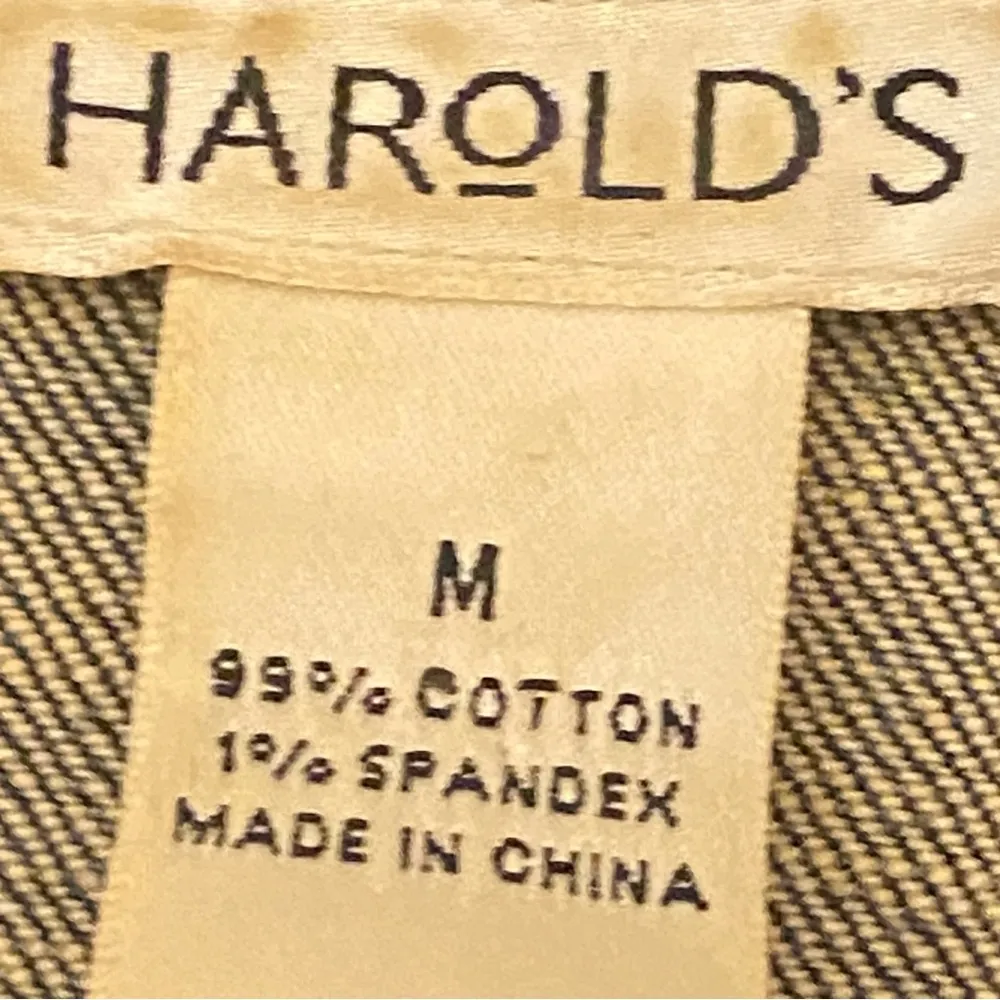 HAROLD'S
M
99% COTTON
1% SPANDEX
MADE IN CHINA